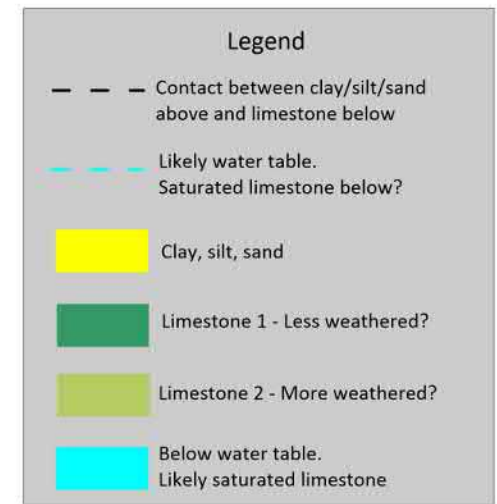 Legend
Contact between clay/silt/sand
above and limestone below
Likely water table.
Saturated limestone below?
Clay, silt, sand
Limestone 1 - Less weathered?
Limestone 2 - More weathered?
Below water table.
Likely saturated limestone